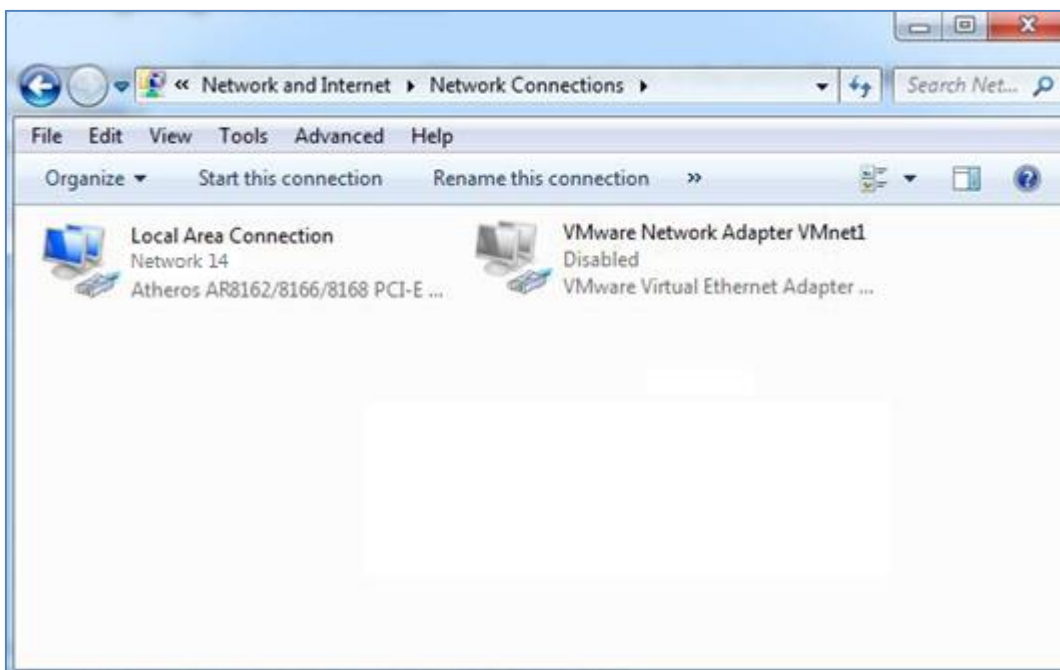 « Network and Internet ▸ Network Connections ▸
Search Net...
File Edit View Tools Advanced Help
Organize Start this connection Rename this connection »
Local Area Connection
Network 14
Atheros AR8162/8166/8168 PCI-E ...
VMware Network Adapter VMnet1
Disabled
VMware Virtual Ethernet Adapter ...